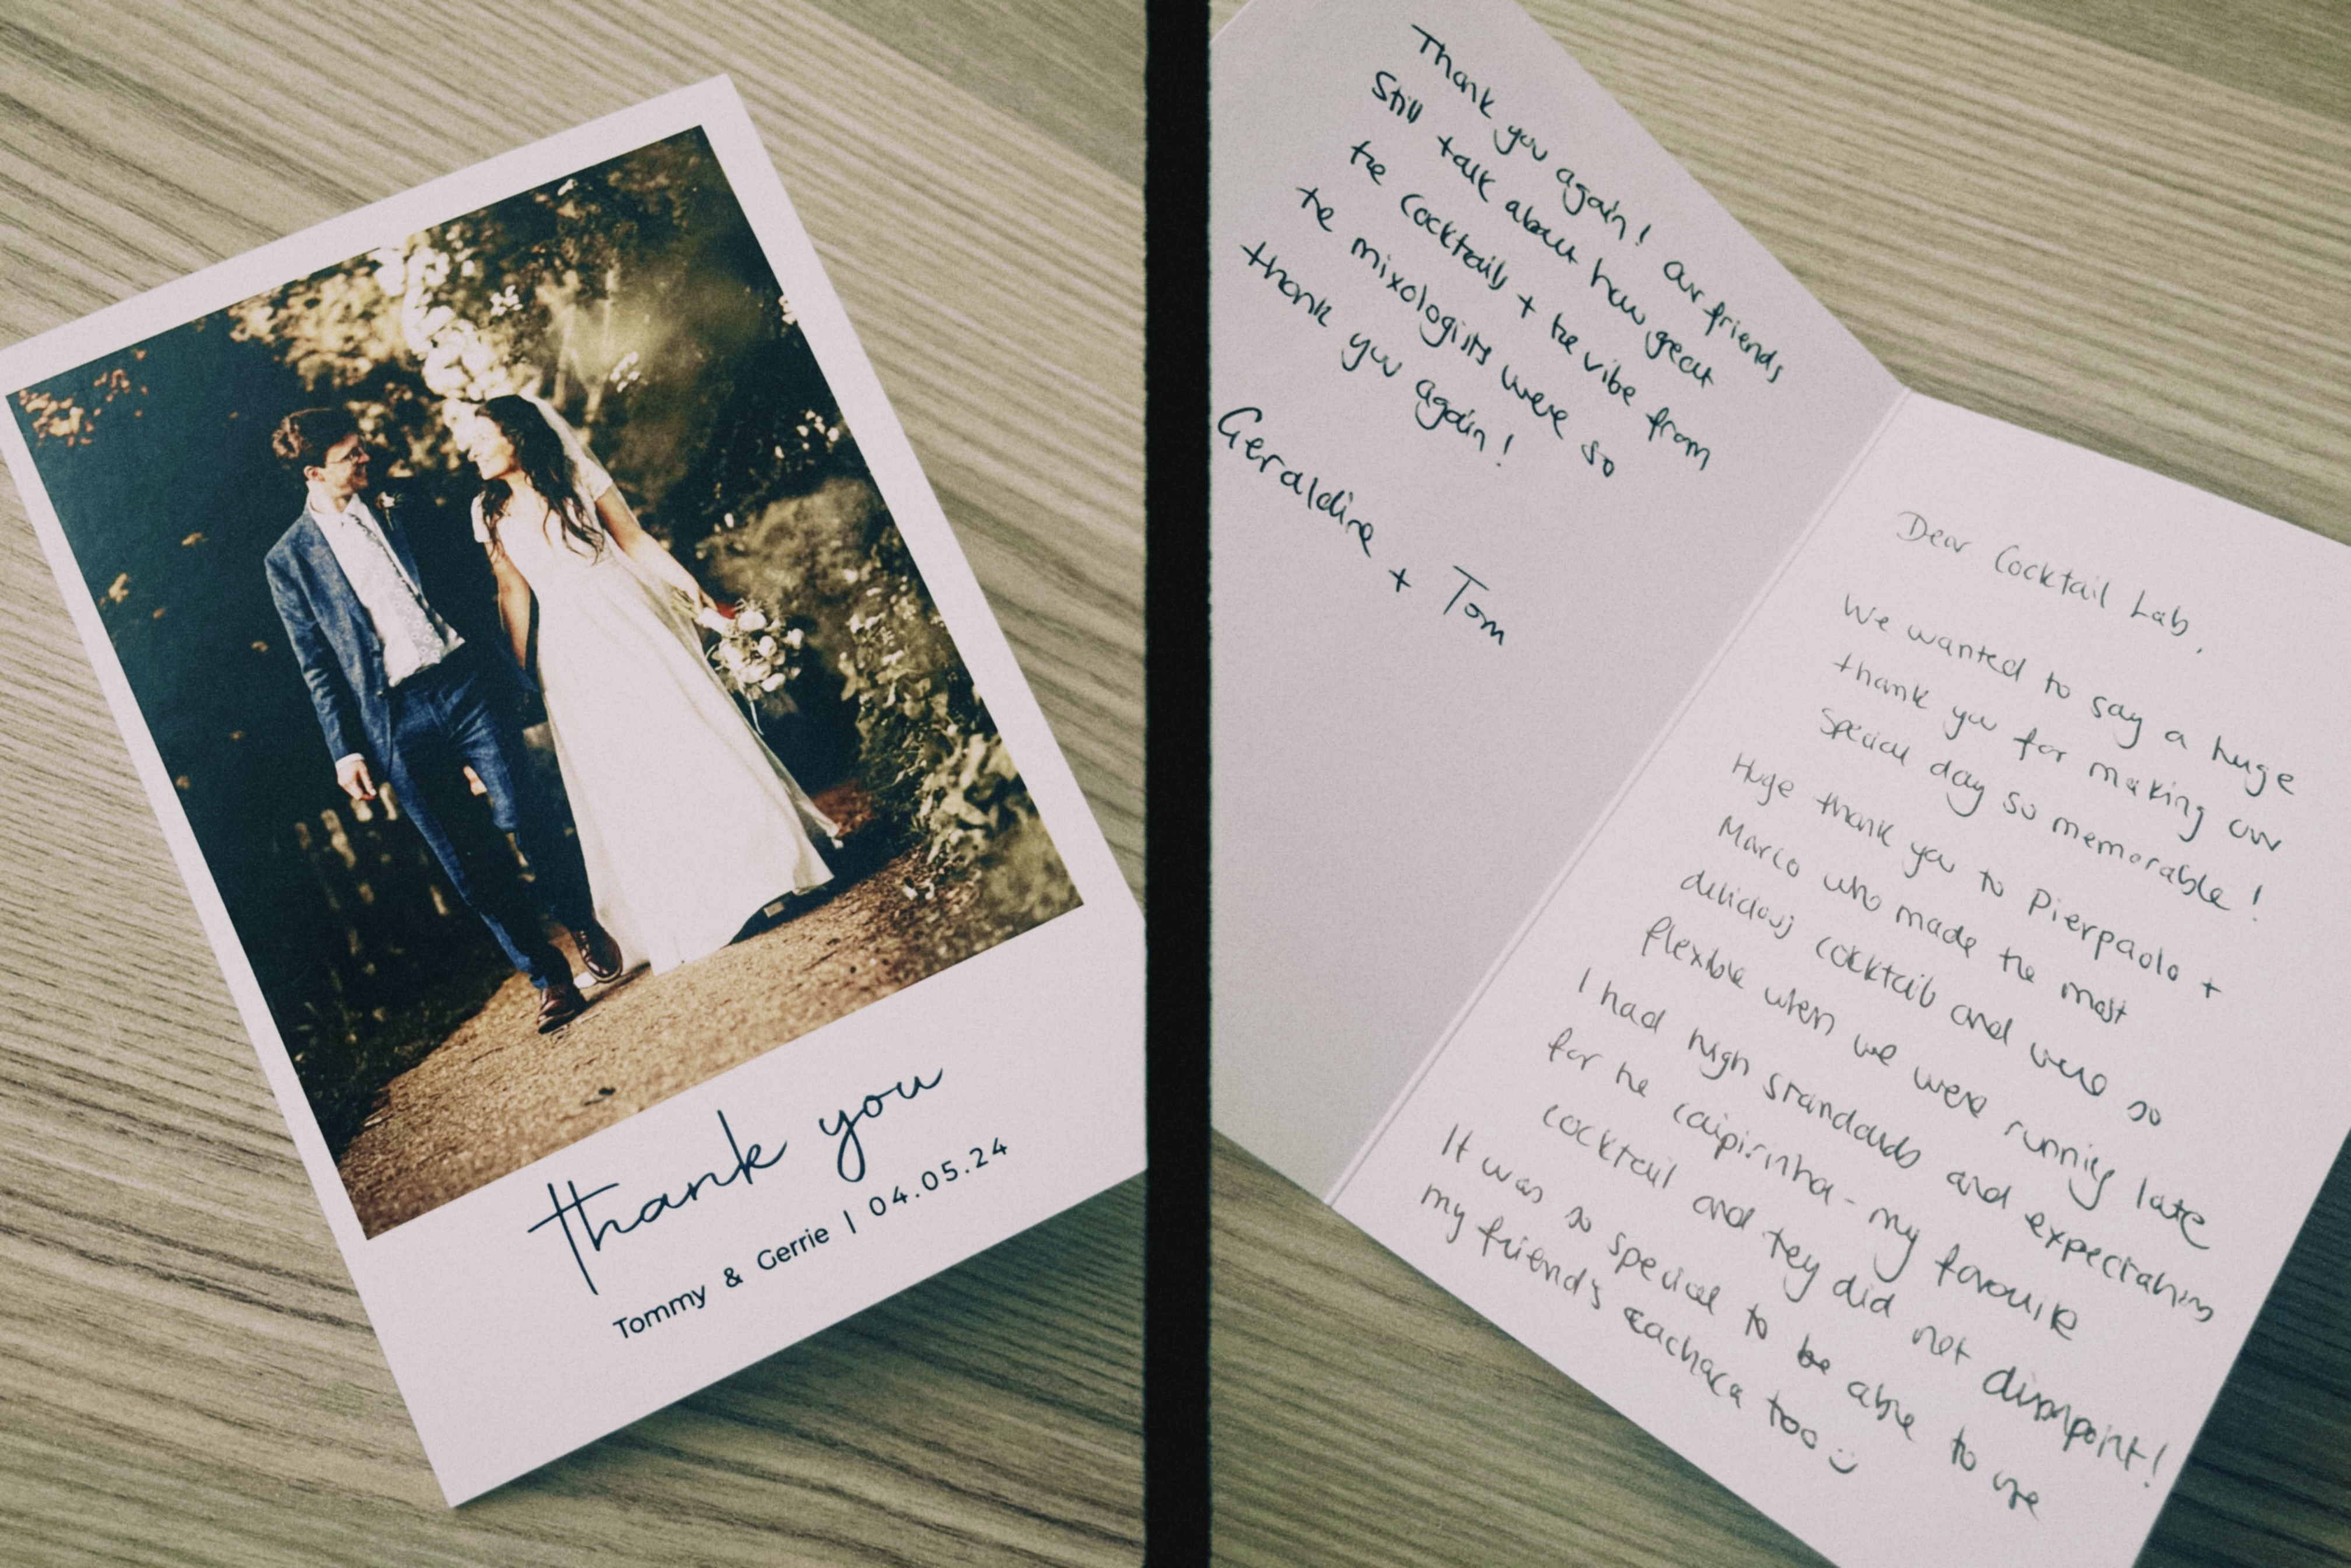 thank you
Tommy & Gerrie | 04.05.24
Dear Cocktail Lab,
We wanted to say a huge
thank you for making our
special day so memorable!
Huge thank you to Pierpaolo +
Marco who made the most
delicious cocktails and were so
flexible when we were running late
I had high standards and expectations
for the caipirinha - my favourite
cocktail and they did not disappoint!
It was so special to be able to use
my friends cachaca too
Thank you again! Our friends
Still talk about how great
the cocktails + the vibe from
the mixologists were so
thank you again!
Geraldine + Tom